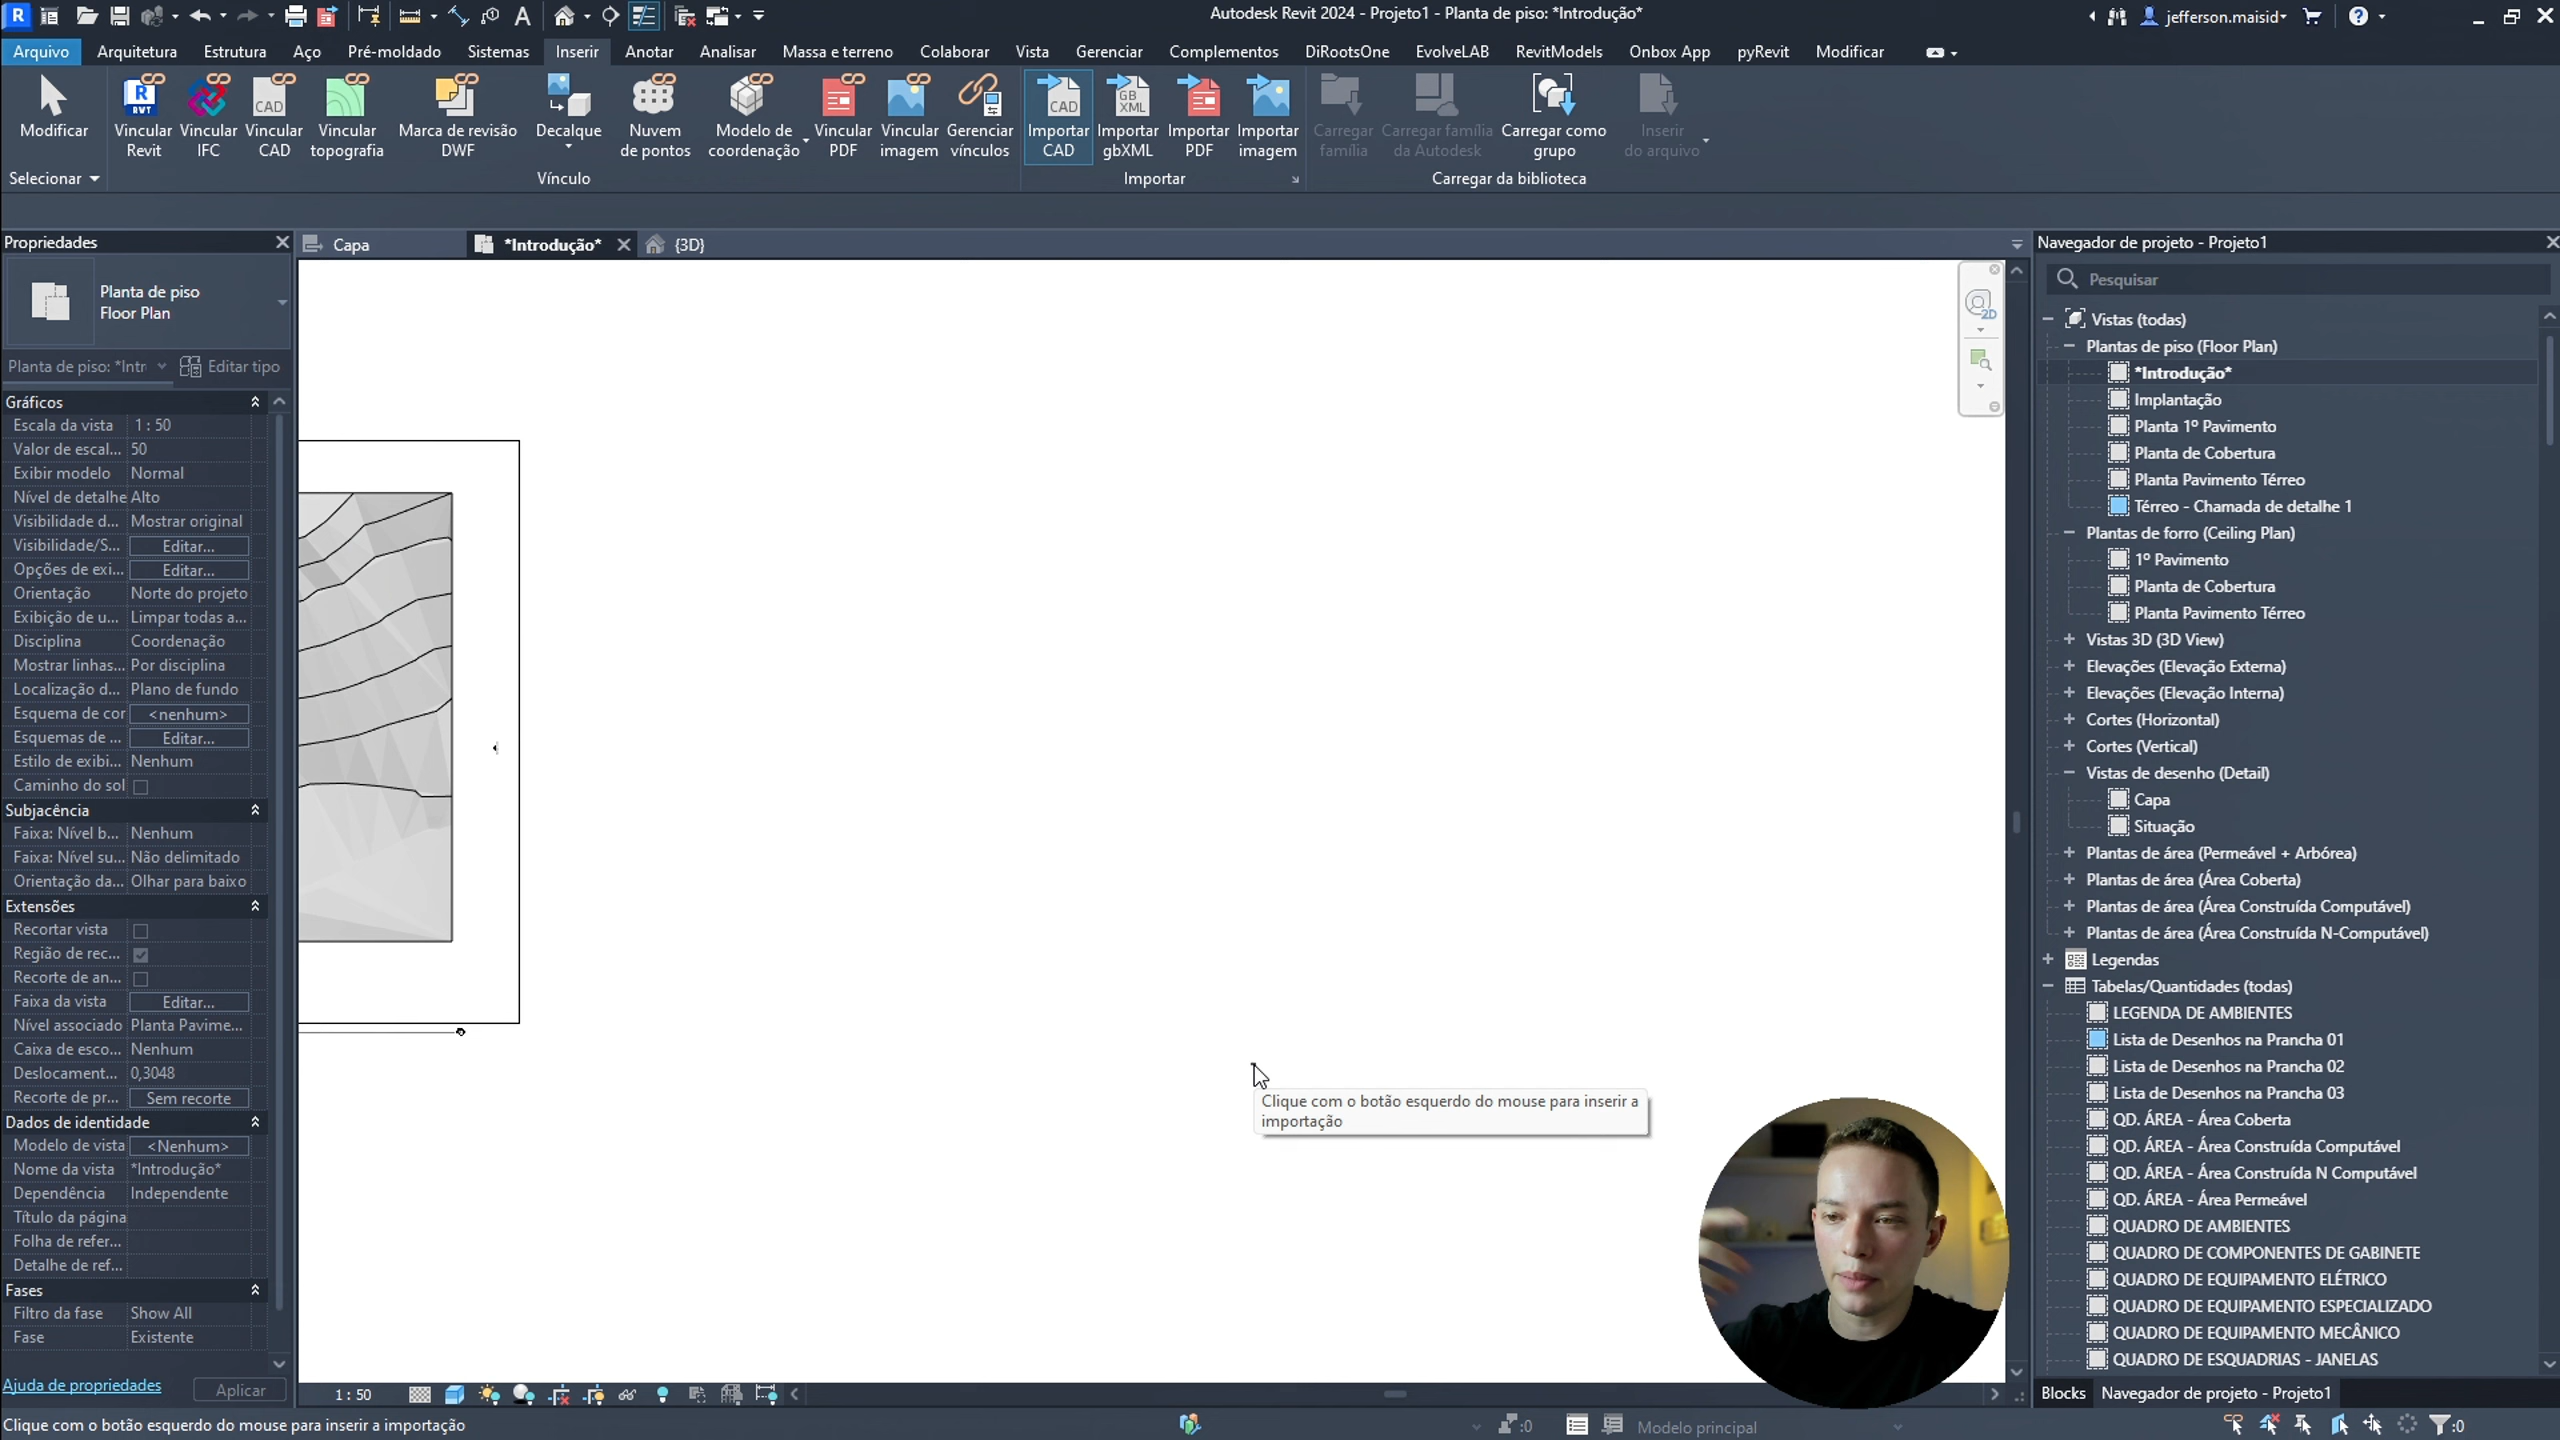 Autodesk Revit 2024 - Projeto1 - Planta de piso: *Introdução*
jefferson.maisid
Arquivo Arquitetura Estrutura Aço Pré-moldado Sistemas Inserir Anotar Analisar Massa e terreno Colaborar Vista Gerenciar Complementos DiRootsOne EvolveLAB RevitModels Onbox App pyRevit Modificar
Modificar
Vincular Revit
Vincular IFC
Vincular CAD
Vincular topografia
Marca de revisão DWF
Decalque
Nuvem de pontos
Modelo de coordenação
Vincular PDF
Vincular imagem
Gerenciar vínculos
Importar CAD
Importar gbXML
Importar PDF
Importar imagem
Carregar família
Carregar família da Autodesk
Carregar como grupo
Inserir do arquivo
Selecionar
Vínculo
Importar
Carregar da biblioteca
Propriedades
Planta de piso
Floor Plan
Planta de piso: *Intr
Editar tipo
Gráficos
Escala da vista 1 : 50
Valor de escal... 50
Exibir modelo Normal
Nível de detalhe Alto
Visibilidade d... Mostrar original
Visibilidade/S... Editar...
Opções de exi... Editar...
Orientação Norte do projeto
Exibição de u... Limpar todas a...
Disciplina Coordenação
Mostrar linhas... Por disciplina
Localização d... Plano de fundo
Esquema de cor <nenhum>
Esquemas de ... Editar...
Estilo de exibi... Nenhum
Caminho do sol
Subjacência
Faixa: Nível b... Nenhum
Faixa: Nível su... Não delimitado
Orientação da... Olhar para baixo
Extensões
Recortar vista
Região de rec...
Recorte de an...
Faixa da vista Editar...
Nível associado Planta Pavime...
Caixa de esco... Nenhum
Deslocament... 0,3048
Recorte de pr... Sem recorte
Dados de identidade
Modelo de vista <Nenhum>
Nome da vista *Introdução*
Dependência Independente
Título da página
Folha de refer...
Detalhe de ref...
Fases
Filtro da fase Show All
Fase Existente
Ajuda de propriedades
Aplicar
Capa
*Introdução*
{3D}
2D
Clique com o botão esquerdo do mouse para inserir a
importação
1 : 50
Navegador de projeto - Projeto1
Pesquisar
Vistas (todas)
Plantas de piso (Floor Plan)
*Introdução*
Implantação
Planta 1º Pavimento
Planta de Cobertura
Planta Pavimento Térreo
Térreo - Chamada de detalhe 1
Plantas de forro (Ceiling Plan)
1º Pavimento
Planta de Cobertura
Planta Pavimento Térreo
Vistas 3D (3D View)
Elevações (Elevação Externa)
Elevações (Elevação Interna)
Cortes (Horizontal)
Cortes (Vertical)
Vistas de desenho (Detail)
Capa
Situação
Plantas de área (Permeável + Arbórea)
Plantas de área (Área Coberta)
Plantas de área (Área Construída Computável)
Plantas de área (Área Construída N-Computável)
Legendas
Tabelas/Quantidades (todas)
LEGENDA DE AMBIENTES
Lista de Desenhos na Prancha 01
Lista de Desenhos na Prancha 02
Lista de Desenhos na Prancha 03
QD. ÁREA - Área Coberta
QD. ÁREA - Área Construída Computável
QD. ÁREA - Área Construída N Computável
QD. ÁREA - Área Permeável
QUADRO DE AMBIENTES
QUADRO DE COMPONENTES DE GABINETE
QUADRO DE EQUIPAMENTO ELÉTRICO
QUADRO DE EQUIPAMENTO ESPECIALIZADO
QUADRO DE EQUIPAMENTO MECÂNICO
QUADRO DE ESQUADRIAS - JANELAS
Blocks Navegador de projeto - Projeto1
Clique com o botão esquerdo do mouse para inserir a importação
:0
Modelo principal
:0